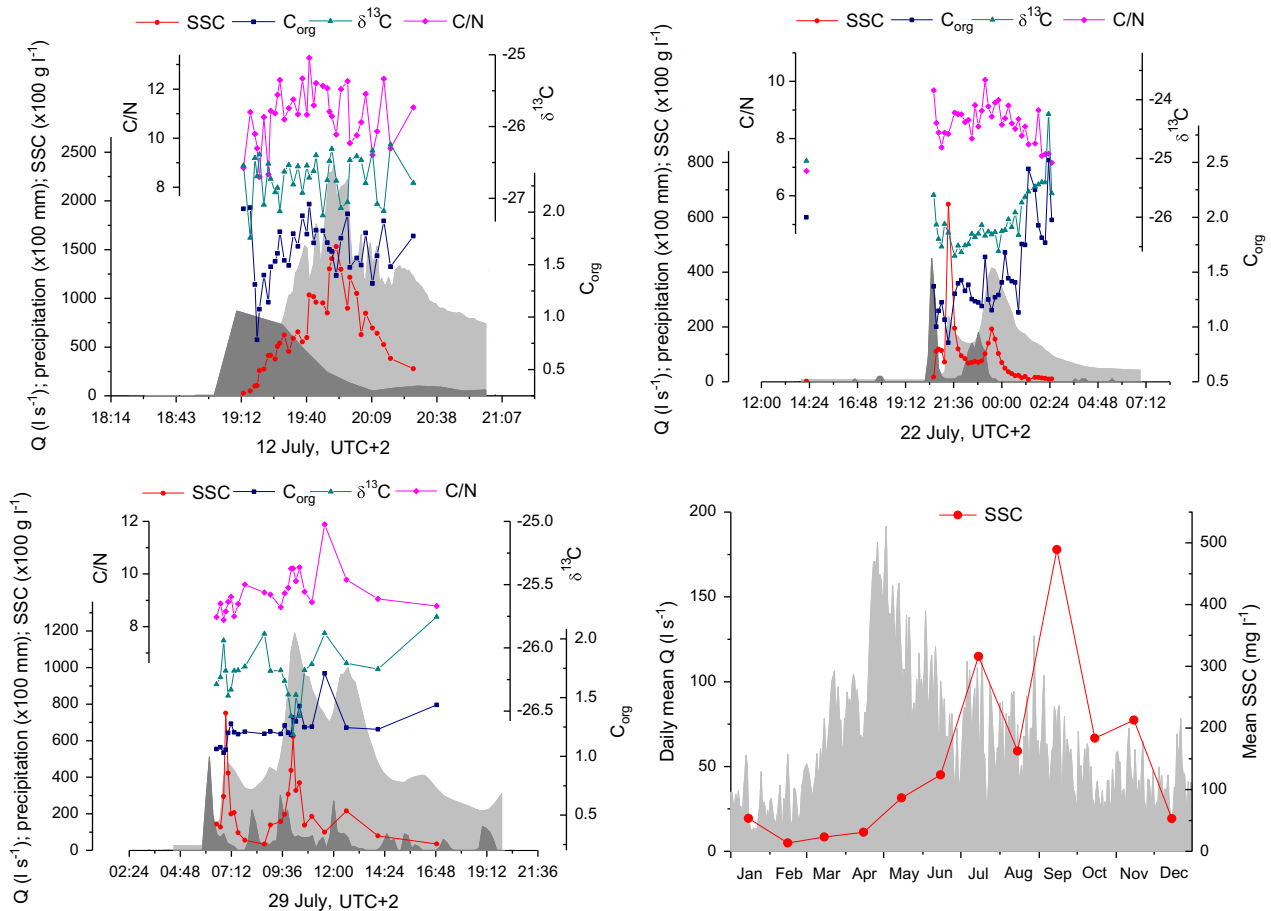 SSC C_org δ¹³C C/N
C/N
12
10
8
-25
-26
-27
δ¹³C
Q (l s⁻¹); precipitation (x100 mm); SSC (x100 g l⁻¹)
2500
2000
1500
1000
500
0
2.0
1.5
1.0
0.5
C_org
18:14 18:43 19:12 19:40 20:09 20:38 21:07
12 July, UTC+2
SSC C_org δ¹³C C/N
C/N
10
8
6
-24
-25
-26
δ¹³C
Q (l s⁻¹); precipitation (x100 mm); SSC (x100 g l⁻¹)
800
600
400
200
0
2.5
2.0
1.5
1.0
0.5
C_org
12:00 14:24 16:48 19:12 21:36 00:00 02:24 04:48 07:12
22 July, UTC+2
SSC C_org δ¹³C C/N
C/N
12
10
8
-25.0
-25.5
-26.0
-26.5
δ¹³C
Q (l s⁻¹); precipitation (x100 mm); SSC (x100 g l⁻¹)
1200
1000
800
600
400
200
0
2.0
1.5
1.0
0.5
C_org
02:24 04:48 07:12 09:36 12:00 14:24 16:48 19:12 21:36
29 July, UTC+2
SSC
Daily mean Q (l s⁻¹)
200
150
100
50
0
500
400
300
200
100
0
Mean SSC (mg l⁻¹)
Jan Feb Mar Apr May Jun Jul Aug Sep Oct Nov Dec